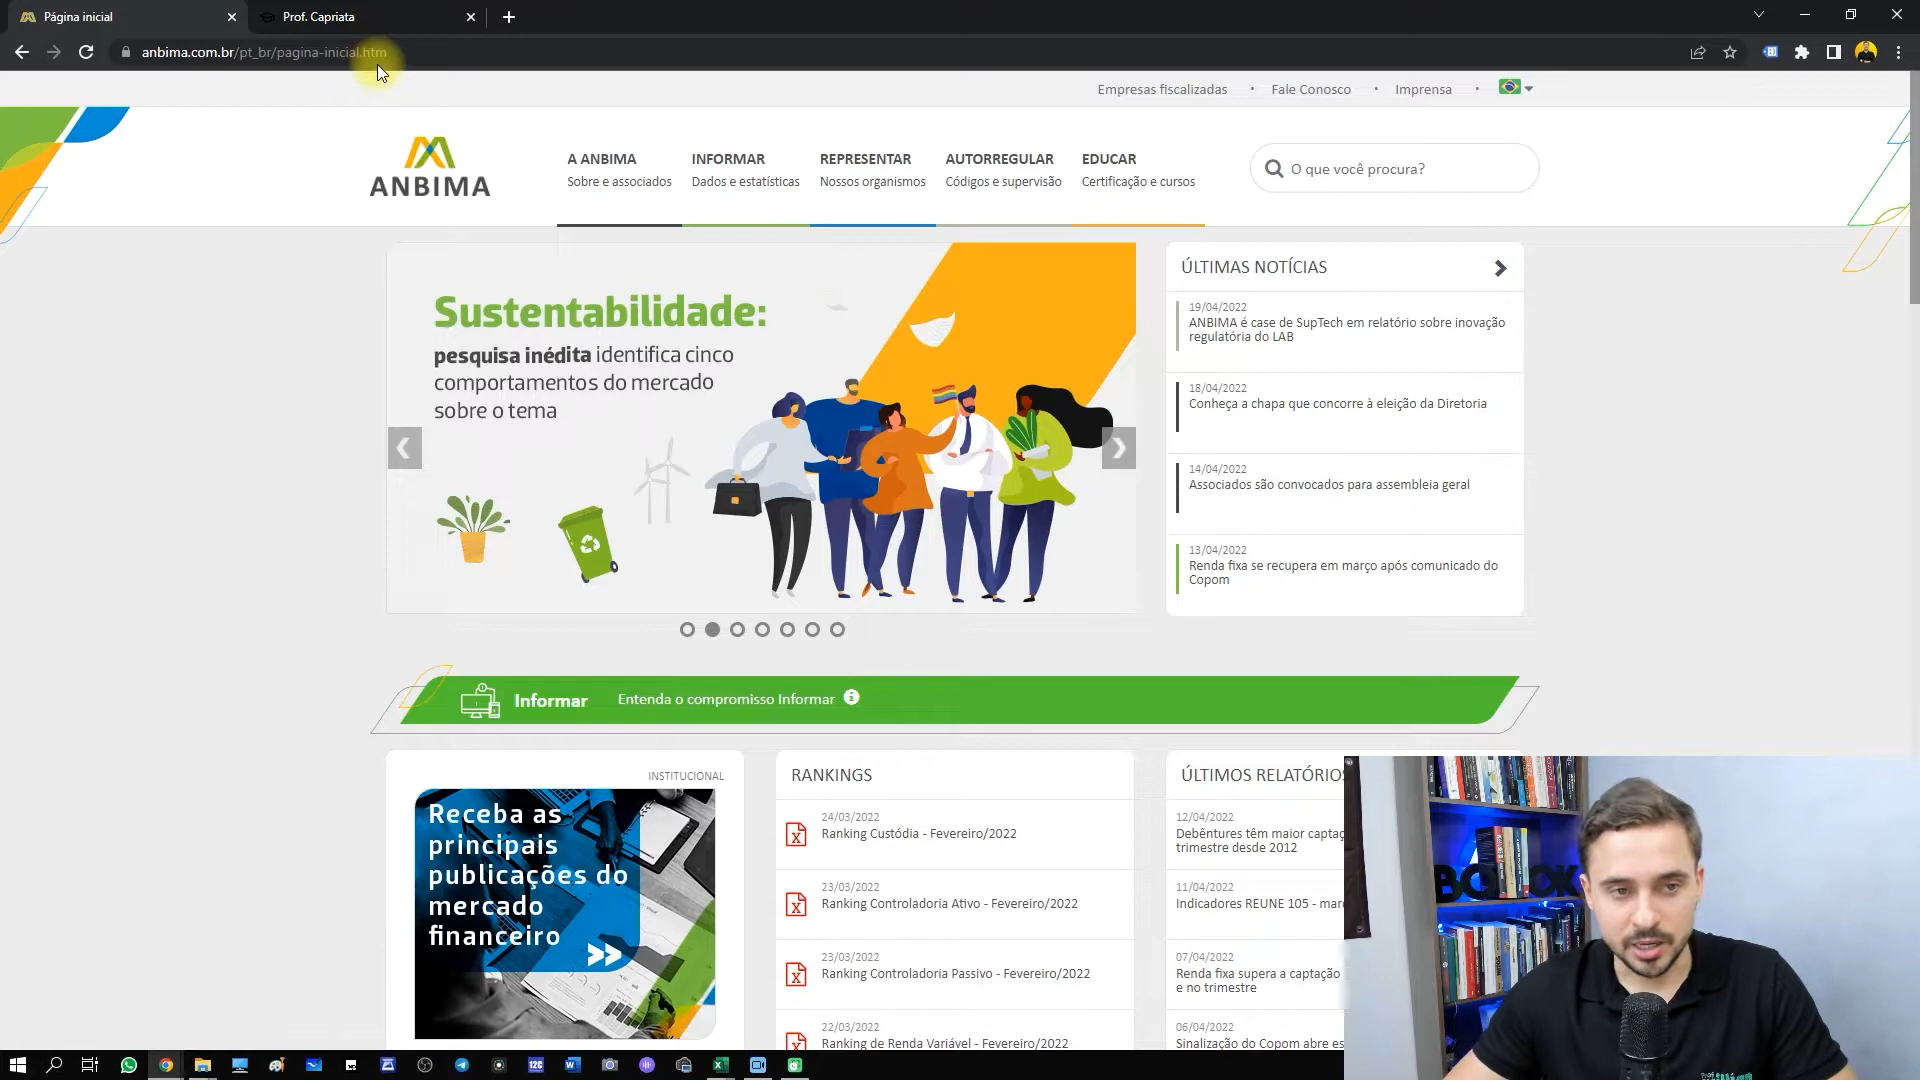 Página inicial
Prof. Capriata
anbima.com.br/pt_br/pagina-inicial.htm
Empresas fiscalizadas • Fale Conosco • Imprensa •
ANBIMA
A ANBIMA
Sobre e associados
INFORMAR
Dados e estatísticas
REPRESENTAR
Nossos organismos
AUTORREGULAR
Códigos e supervisão
EDUCAR
Certificação e cursos
O que você procura?
Sustentabilidade:
pesquisa inédita identifica cinco
comportamentos do mercado
sobre o tema
ÚLTIMAS NOTÍCIAS
19/04/2022
ANBIMA é case de SupTech em relatório sobre inovação
regulatória do LAB
18/04/2022
Conheça a chapa que concorre à eleição da Diretoria
14/04/2022
Associados são convocados para assembleia geral
13/04/2022
Renda fixa se recupera em março após comunicado do
Copom
Informar
Entenda o compromisso Informar
INSTITUCIONAL
Receba as
principais
publicações do
mercado
financeiro
RANKINGS
24/03/2022
Ranking Custódia - Fevereiro/2022
23/03/2022
Ranking Controladoria Ativo - Fevereiro/2022
23/03/2022
Ranking Controladoria Passivo - Fevereiro/2022
22/03/2022
Ranking de Renda Variável - Fevereiro/2022
ÚLTIMOS RELATÓRIOS
12/04/2022
Debêntures têm maior captaç
trimestre desde 2012
11/04/2022
Indicadores REUNE 105 - mar
07/04/2022
Renda fixa supera a captação
e no trimestre
06/04/2022
Sinalização do Copom abre es
12C